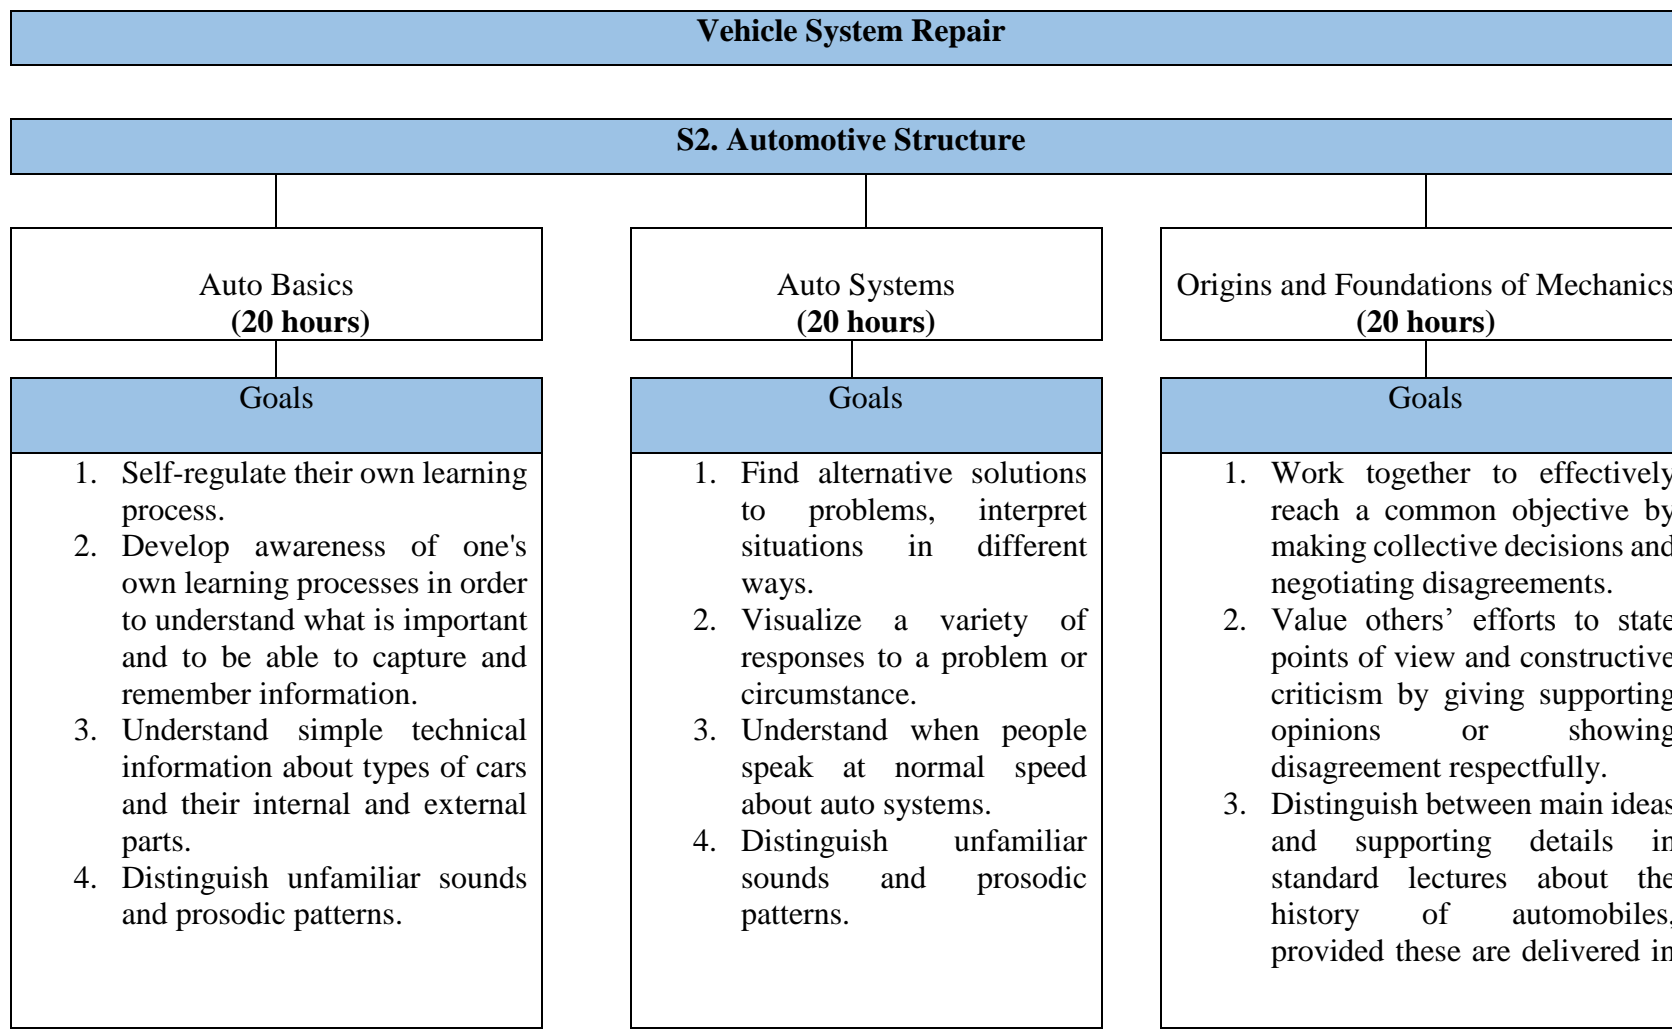 Vehicle System Repair
S2. Automotive Structure
Auto Basics
(20 hours)
Goals
1. Self-regulate their own learning
process.
2. Develop awareness of one's
own learning processes in order
to understand what is important
and to be able to capture and
remember information.
3. Understand simple technical
information about types of cars
and their internal and external
parts.
4. Distinguish unfamiliar sounds
and prosodic patterns.
Auto Systems
(20 hours)
Goals
1. Find alternative solutions
to problems, interpret
situations in different
ways.
2. Visualize a variety of
responses to a problem or
circumstance.
3. Understand when people
speak at normal speed
about auto systems.
4. Distinguish unfamiliar
sounds and prosodic
patterns.
Origins and Foundations of Mechanics
(20 hours)
Goals
1. Work together to effectively
reach a common objective by
making collective decisions and
negotiating disagreements.
2. Value others’ efforts to state
points of view and constructive
criticism by giving supporting
opinions or showing
disagreement respectfully.
3. Distinguish between main ideas
and supporting details in
standard lectures about the
history of automobiles,
provided these are delivered in